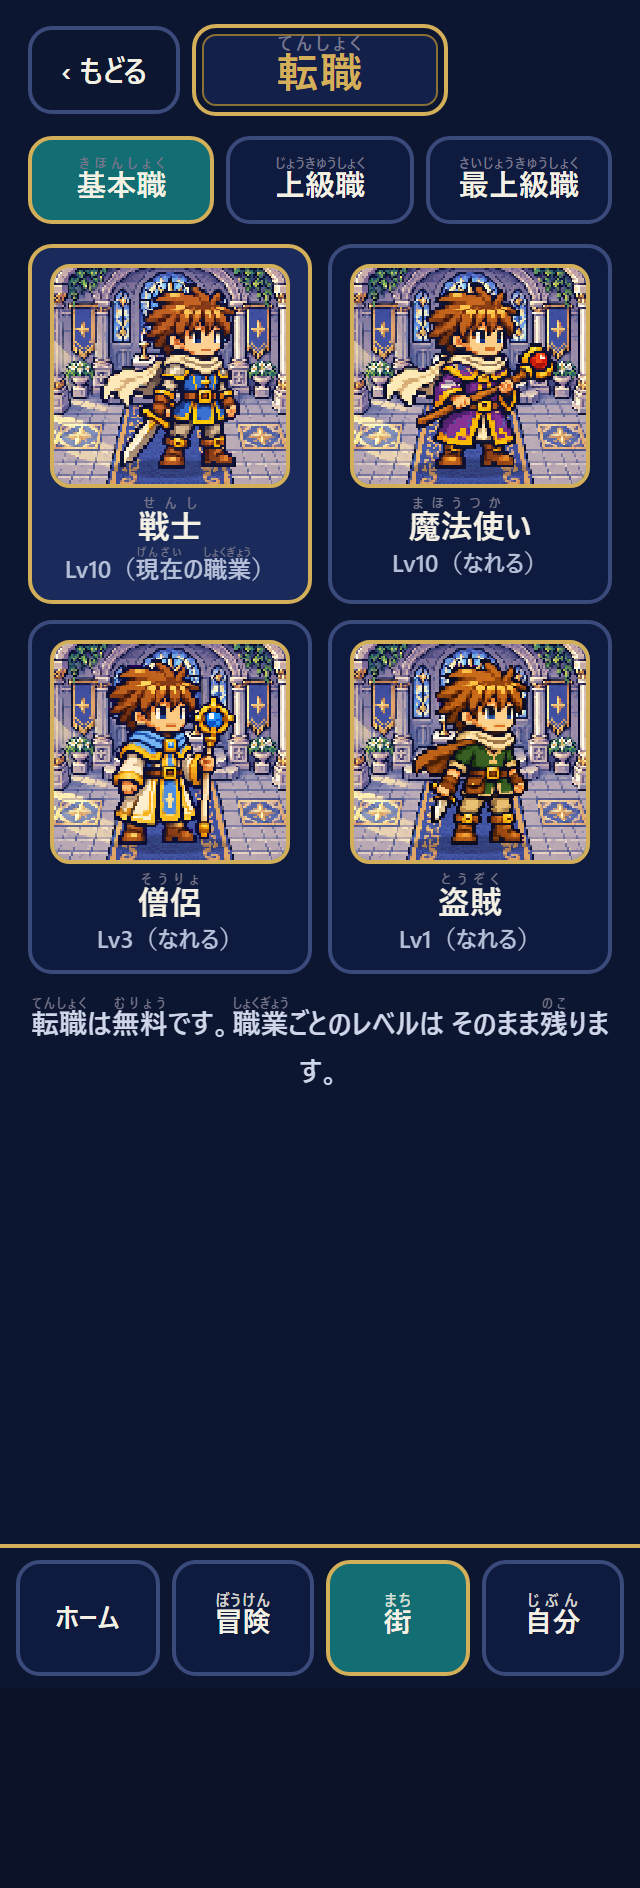 ‹ もどる
てんしょく
転職
きほんしょく
基本職
じょうきゅうしょく
上級職
さいじょうきゅうしょく
最上級職
せんし
戦士
げんざい しょくぎょう
Lv10（現在の職業）
まほうつか
魔法使い
Lv10（なれる）
そうりょ
僧侶
Lv3（なれる）
とうぞく
盗賊
Lv1（なれる）
てんしょく むりょう しょくぎょう のこ
転職は無料です。職業ごとのレベルは そのまま残りま
す。
ホーム
ぼうけん
冒険
まち
街
じぶん
自分